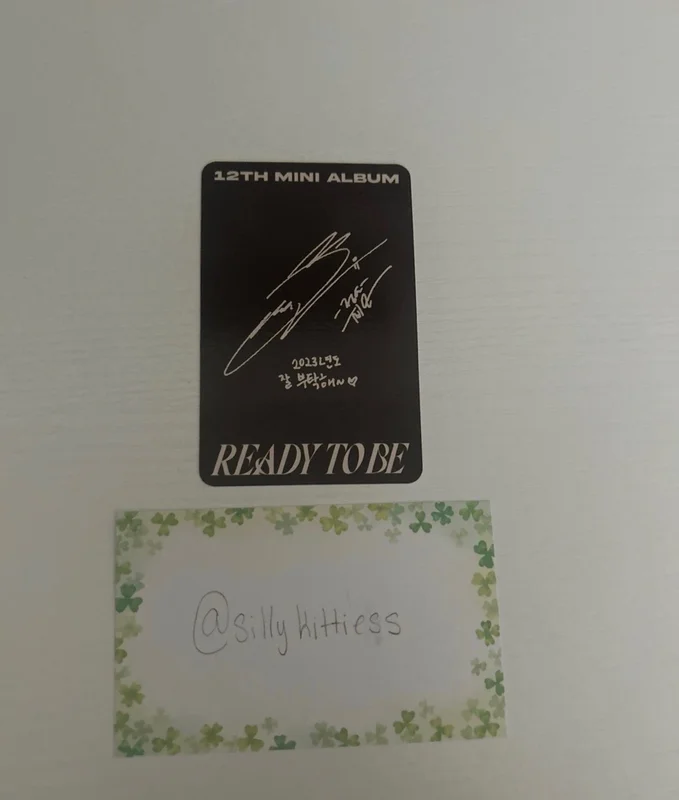 12TH MINI ALBUM
2023년도
잘 부탁해~♡
READY TO BE
@sillykittiess